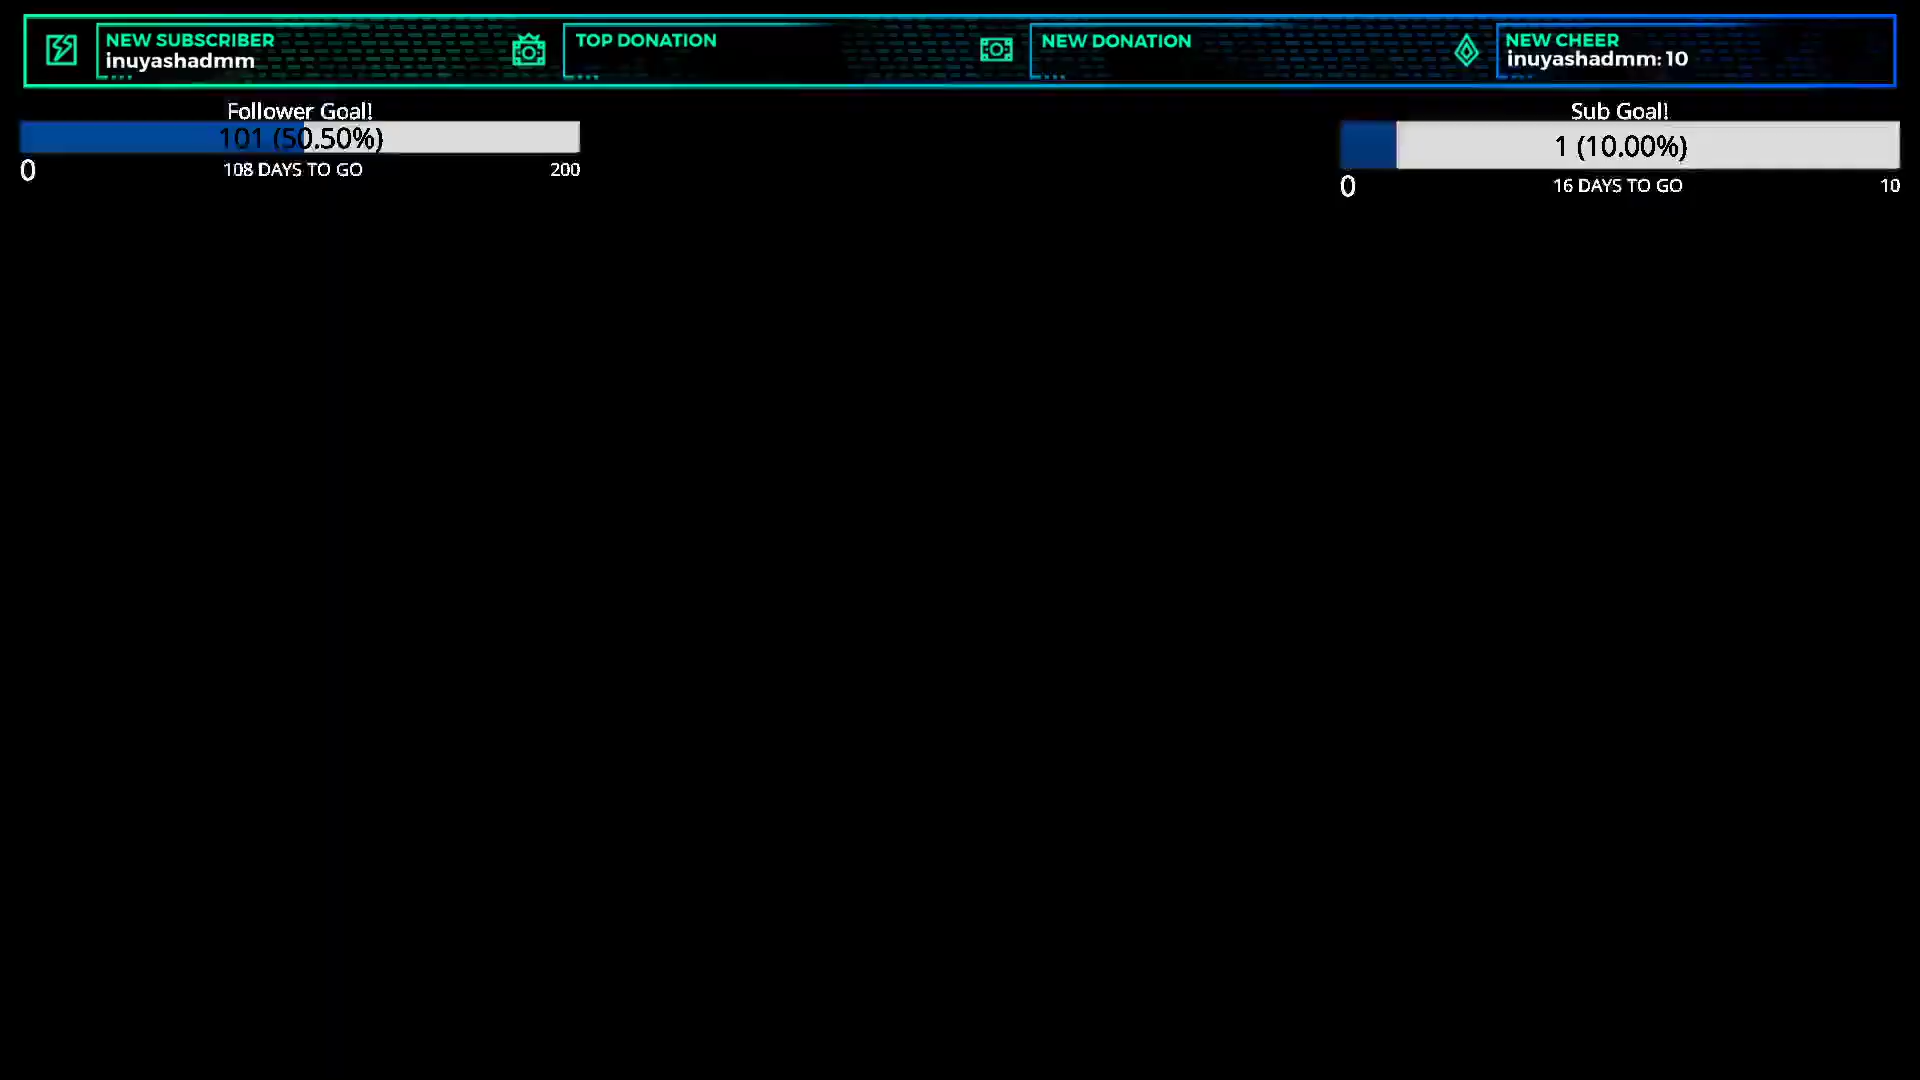 NEW SUBSCRIBER
inuyashadmm
TOP DONATION
NEW DONATION
NEW CHEER
inuyashadmm: 10
Follower Goal!
101 (50.50%)
0
108 DAYS TO GO
200
Sub Goal!
1 (10.00%)
0
16 DAYS TO GO
10